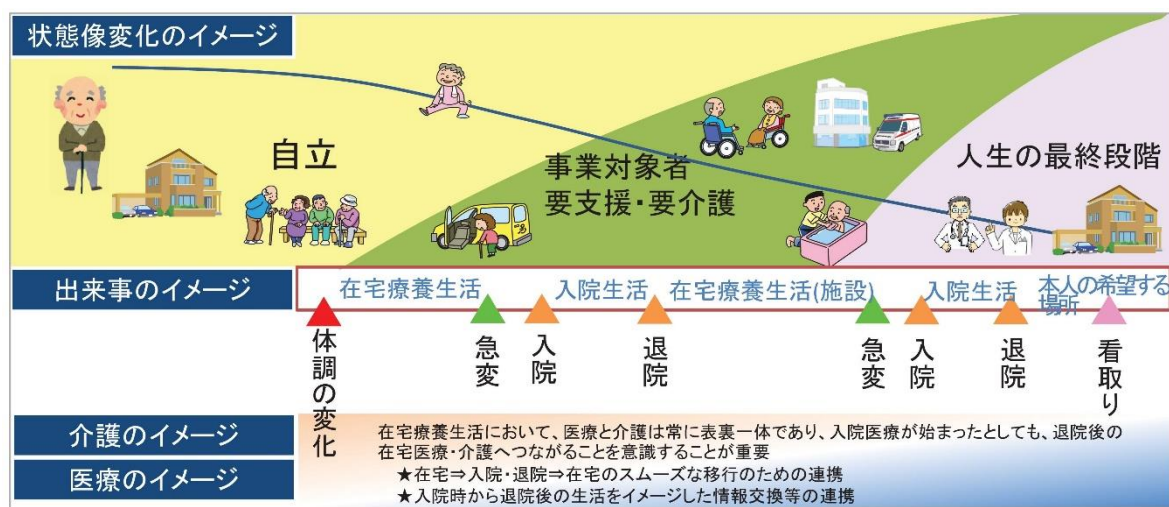 状態像変化のイメージ
自立
事業対象者
要支援・要介護
人生の最終段階
出来事のイメージ
在宅療養生活
入院生活
在宅療養生活(施設)
入院生活
本人の希望する
場所
体調の変化
急変
入院
退院
急変
入院
退院
看取り
介護のイメージ
医療のイメージ
在宅療養生活において、医療と介護は常に表裏一体であり、入院医療が始まったとしても、退院後の
在宅医療・介護へつながることを意識することが重要
★在宅⇒入院・退院⇒在宅のスムーズな移行のための連携
★入院時から退院後の生活をイメージした情報交換等の連携